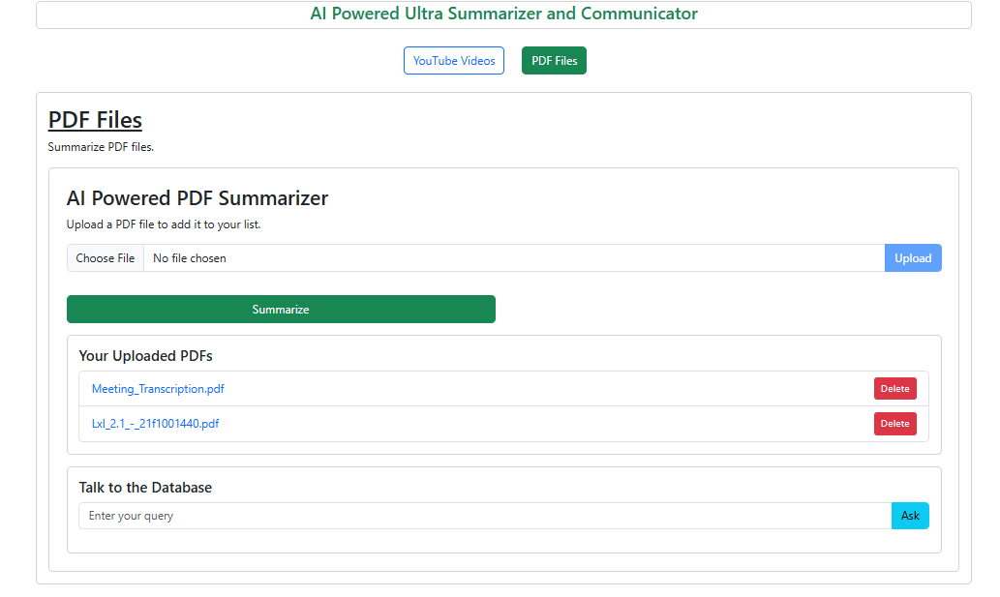 AI Powered Ultra Summarizer and Communicator
YouTube Videos PDF Files
PDF Files
Summarize PDF files.
AI Powered PDF Summarizer
Upload a PDF file to add it to your list.
Choose File No file chosen Upload
Summarize
Your Uploaded PDFs
Meeting_Transcription.pdf Delete
LxI_2.1_-_21f1001440.pdf Delete
Talk to the Database
Enter your query Ask